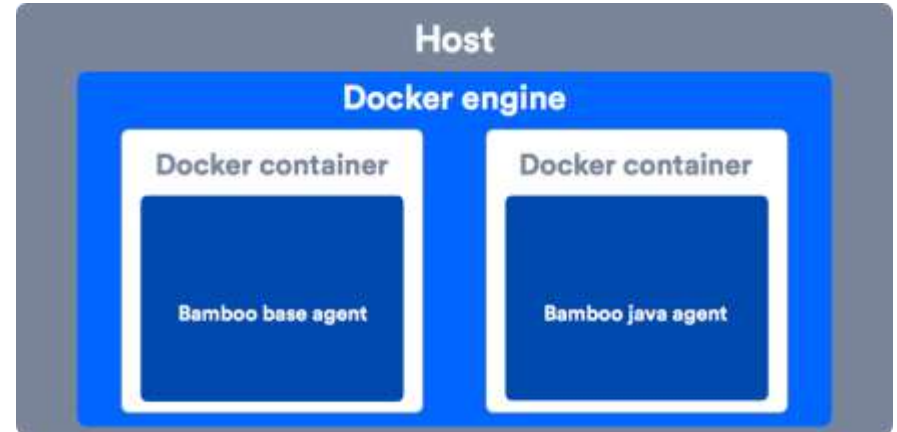 Host
Docker engine
Docker container
Bamboo base agent
Docker container
Bamboo java agent